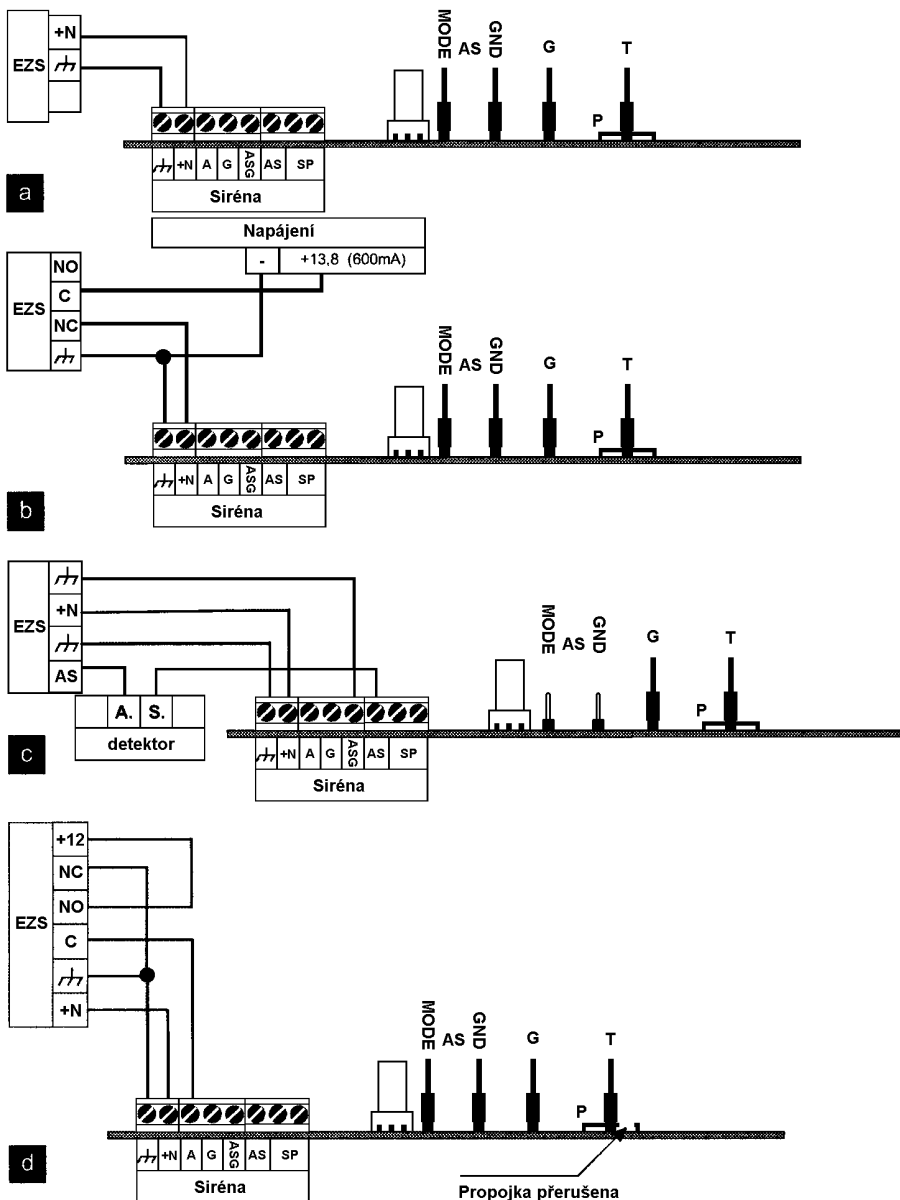 MODE AS GND G T
+N
EZS
P
+N A G ASG AS SP
a
Siréna
Napájení
- +13,8 (600mA)
NO
C
EZS
NC
MODE AS GND G T
P
+N A G ASG AS SP
b
Siréna
EZS
+N
AS
MODE AS GND G T
P
A. S.
detektor
+N A G ASG AS SP
c
Siréna
+12
NC
NO
EZS
C
+N
MODE AS GND G T
P
+N A G ASG AS SP
d
Siréna
Propojka přerušena